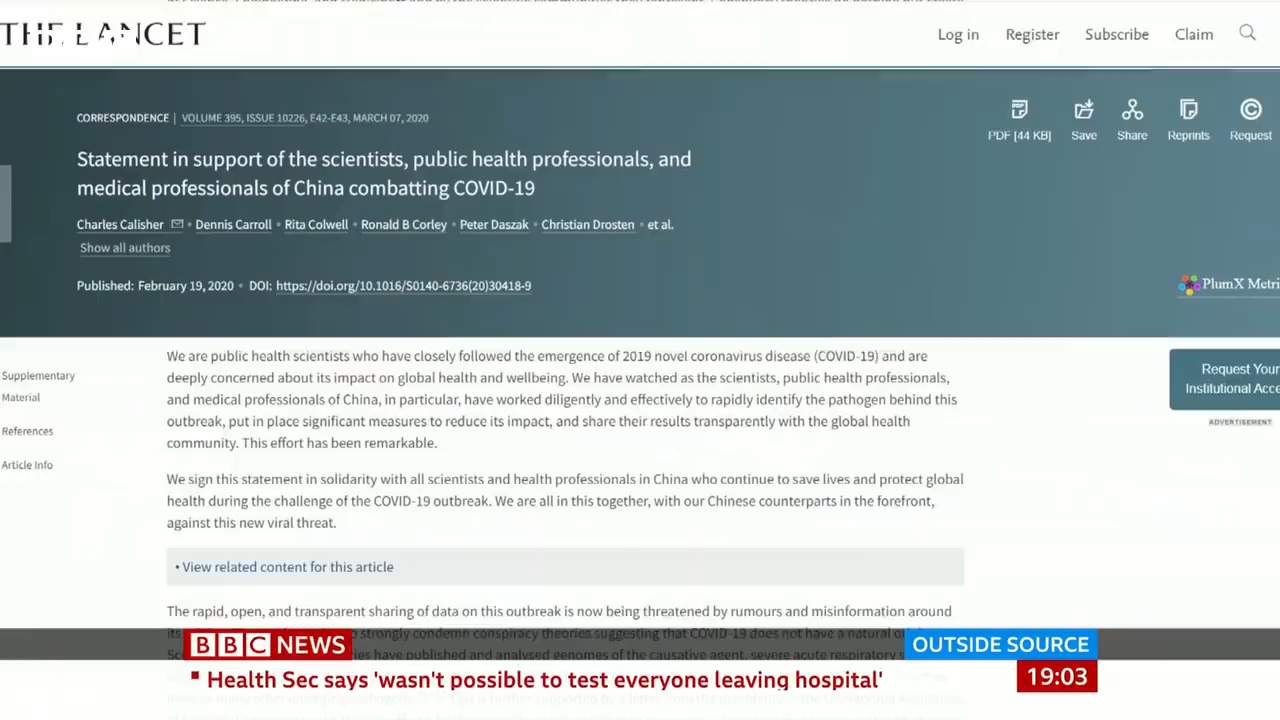 THE LANCET
Log in Register Subscribe Claim
CORRESPONDENCE | VOLUME 395, ISSUE 10226, E42-E43, MARCH 07, 2020
PDF [44 KB] Save Share Reprints Request
Statement in support of the scientists, public health professionals, and
medical professionals of China combatting COVID-19
Charles Calisher • Dennis Carroll • Rita Colwell • Ronald B Corley • Peter Daszak • Christian Drosten • et al.
Show all authors
Published: February 19, 2020 • DOI: https://doi.org/10.1016/S0140-6736(20)30418-9
PlumX Metri
Supplementary
Material
References
Article Info
We are public health scientists who have closely followed the emergence of 2019 novel coronavirus disease (COVID-19) and are
deeply concerned about its impact on global health and wellbeing. We have watched as the scientists, public health professionals,
and medical professionals of China, in particular, have worked diligently and effectively to rapidly identify the pathogen behind this
outbreak, put in place significant measures to reduce its impact, and share their results transparently with the global health
community. This effort has been remarkable.
We sign this statement in solidarity with all scientists and health professionals in China who continue to save lives and protect global
health during the challenge of the COVID-19 outbreak. We are all in this together, with our Chinese counterparts in the forefront,
against this new viral threat.
• View related content for this article
The rapid, open, and transparent sharing of data on this outbreak is now being threatened by rumours and misinformation around
its strongly condemn conspiracy theories suggesting that COVID-19 does not have a natural
have published and analysed genomes of the causative agent, severe acute respiratory
Request Your
Institutional Acce
ADVERTISEMENT
BBC NEWS
OUTSIDE SOURCE
Health Sec says 'wasn't possible to test everyone leaving hospital'
19:03